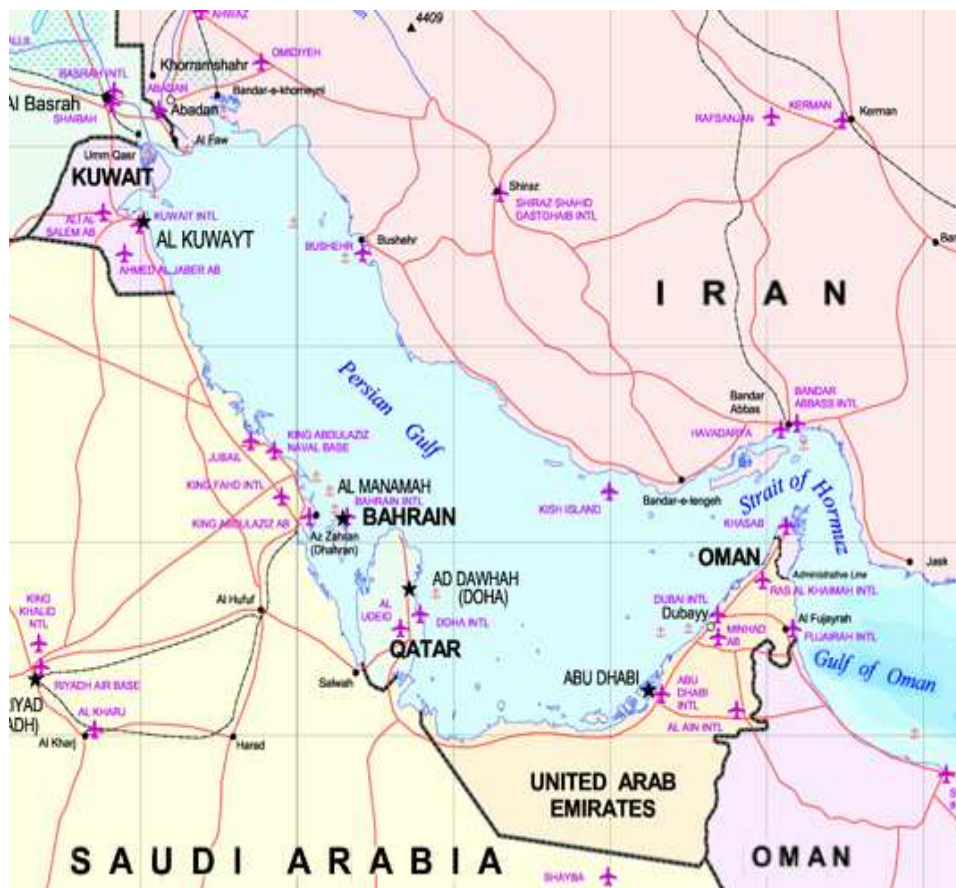 AHWAZ
4409
OMIDIYEH
Khorramshahr
BASRAH INTL
ABADAN
Bandar-e-khomeyni
Al Basrah
SHAIBAH
Abadan
Al Faw
Umm Qasr
KERMAN
RAFSANJAN
Kerman
KUWAIT
Shiraz
SHIRAZ SHAHID
DASTGHAIB INTL
ALI AL
SALEM AB
KUWAIT INTL
AL KUWAYT
AHMED AL JABER AB
BUSHEHR
Bushehr
IRAN
Persian
Gulf
Bandar
Abbas
BANDAR
ABBASS INTL
HAVADARYA
KING ABDULAZIZ
NAVAL BASE
JUBAIL
KING FAHD INTL
AL MANAMAH
BAHRAIN INTL
KING ABDULAZIZ AB
BAHRAIN
Az Zahran
(Dhahran)
KISH ISLAND
Bandar-e-lengeh
Strait of
Hormuz
KHASAB
OMAN
Jask
Administrative Line
RAS AL KHAIMAH INTL
AD DAWHAH
(DOHA)
AL
UDEID
DOHA INTL
QATAR
DUBAI INTL
Dubayy
MINHAD
AB
Al Fujayrah
FUJAIRAH INTL
Gulf of Oman
KING
KHALID
NTL
Al Hufuf
RIYADH AIR BASE
Salwah
ABU DHABI
ABU
DHABI
INTL
AL AIN INTL
AL KHARJ
Al Kharj
Harad
UNITED ARAB
EMIRATES
SAUDI ARABIA
OMAN
SHAYBA